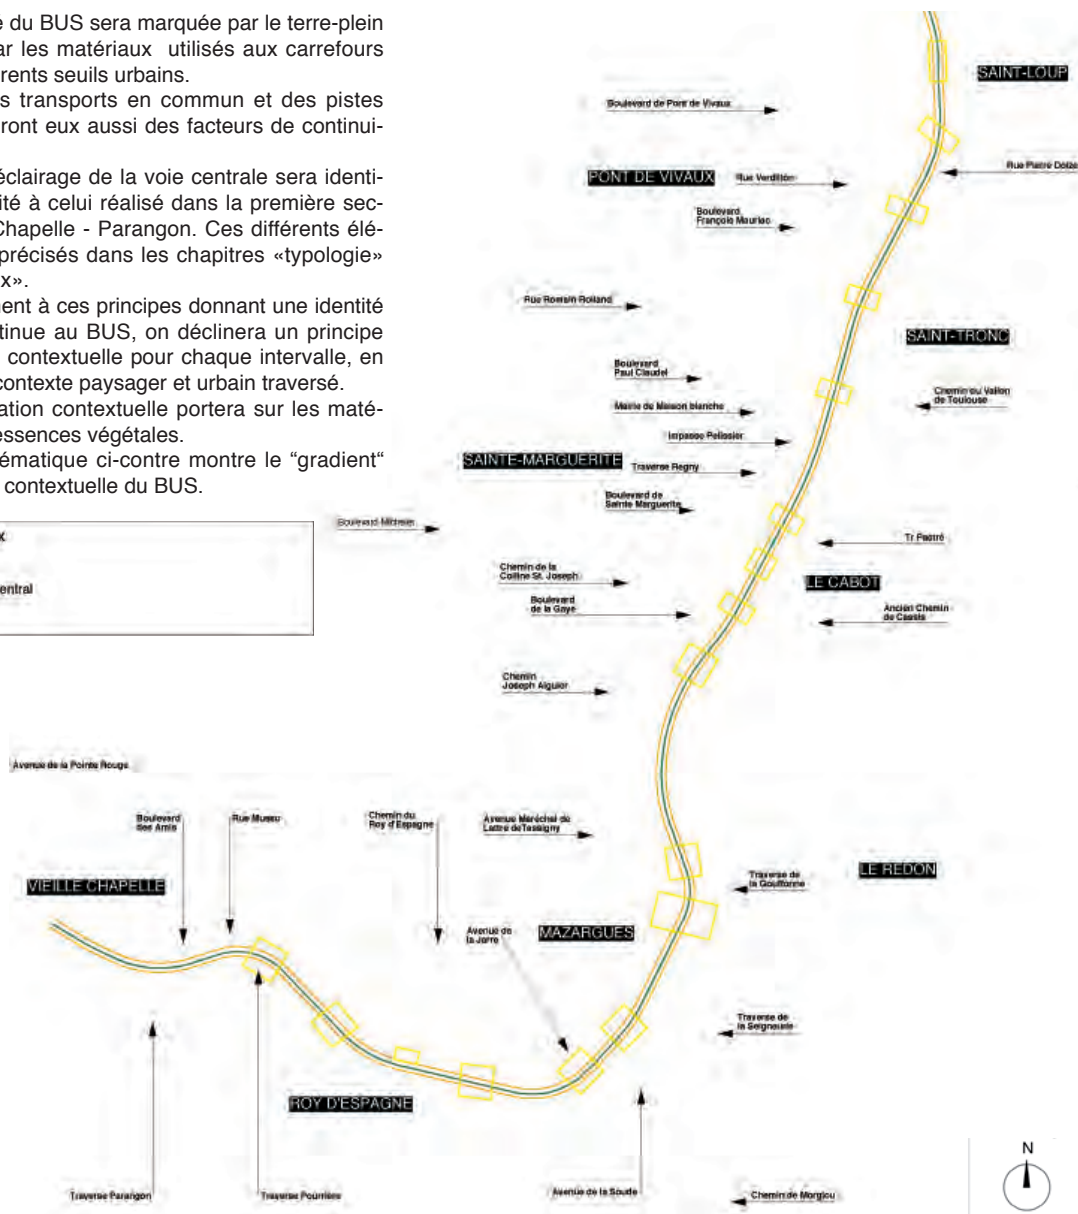 é du BUS sera marquée par le terre-plein
ar les matériaux utilisés aux carrefours
rents seuils urbains.
s transports en commun et des pistes
ront eux aussi des facteurs de continui-
éclairage de la voie centrale sera identi-
ité à celui réalisé dans la première sec-
Chapelle - Parangon. Ces différents élé-
précisés dans les chapitres «typologie»
x».
ment à ces principes donnant une identité
tinue au BUS, on déclinera un principe
contextuelle pour chaque intervalle, en
contexte paysager et urbain traversé.
ation contextuelle portera sur les maté-
essences végétales.
ématique ci-contre montre le “gradient“
contextuelle du BUS.
x
entral
SAINT-LOUP
Boulevard de Pont de Vivaux
Rue Pierre Doize
PONT DE VIVAUX
Rue Verdillon
Boulevard
François Mauriac
Rue Romain Rolland
SAINT-TRONC
Boulevard
Paul Claudel
Chemin du Vallon
de Toulouse
Mairie de Maison blanche
Impasse Pelissier
SAINTE-MARGUERITE
Traverse Regny
Boulevard de
Sainte Marguerite
Boulevard Michelet
Tr Pastré
Chemin de la
Colline St. Joseph
LE CABOT
Boulevard
de la Gaye
Ancien Chemin
de Cassis
Chemin
Joseph Aiguier
Avenue de la Pointe Rouge
Boulevard
des Amis
Rue Museu
Chemin du
Roy d'Espagne
Avenue Maréchal de
Lattre de Tassigny
VIEILLE CHAPELLE
Traverse de
la Gouffonne
LE REDON
Avenue de
la Jarre
MAZARGUES
Traverse de
la Seigneurie
ROY D'ESPAGNE
Traverse Parangon
Traverse Pourrière
Avenue de la Soude
Chemin de Morgiou
N